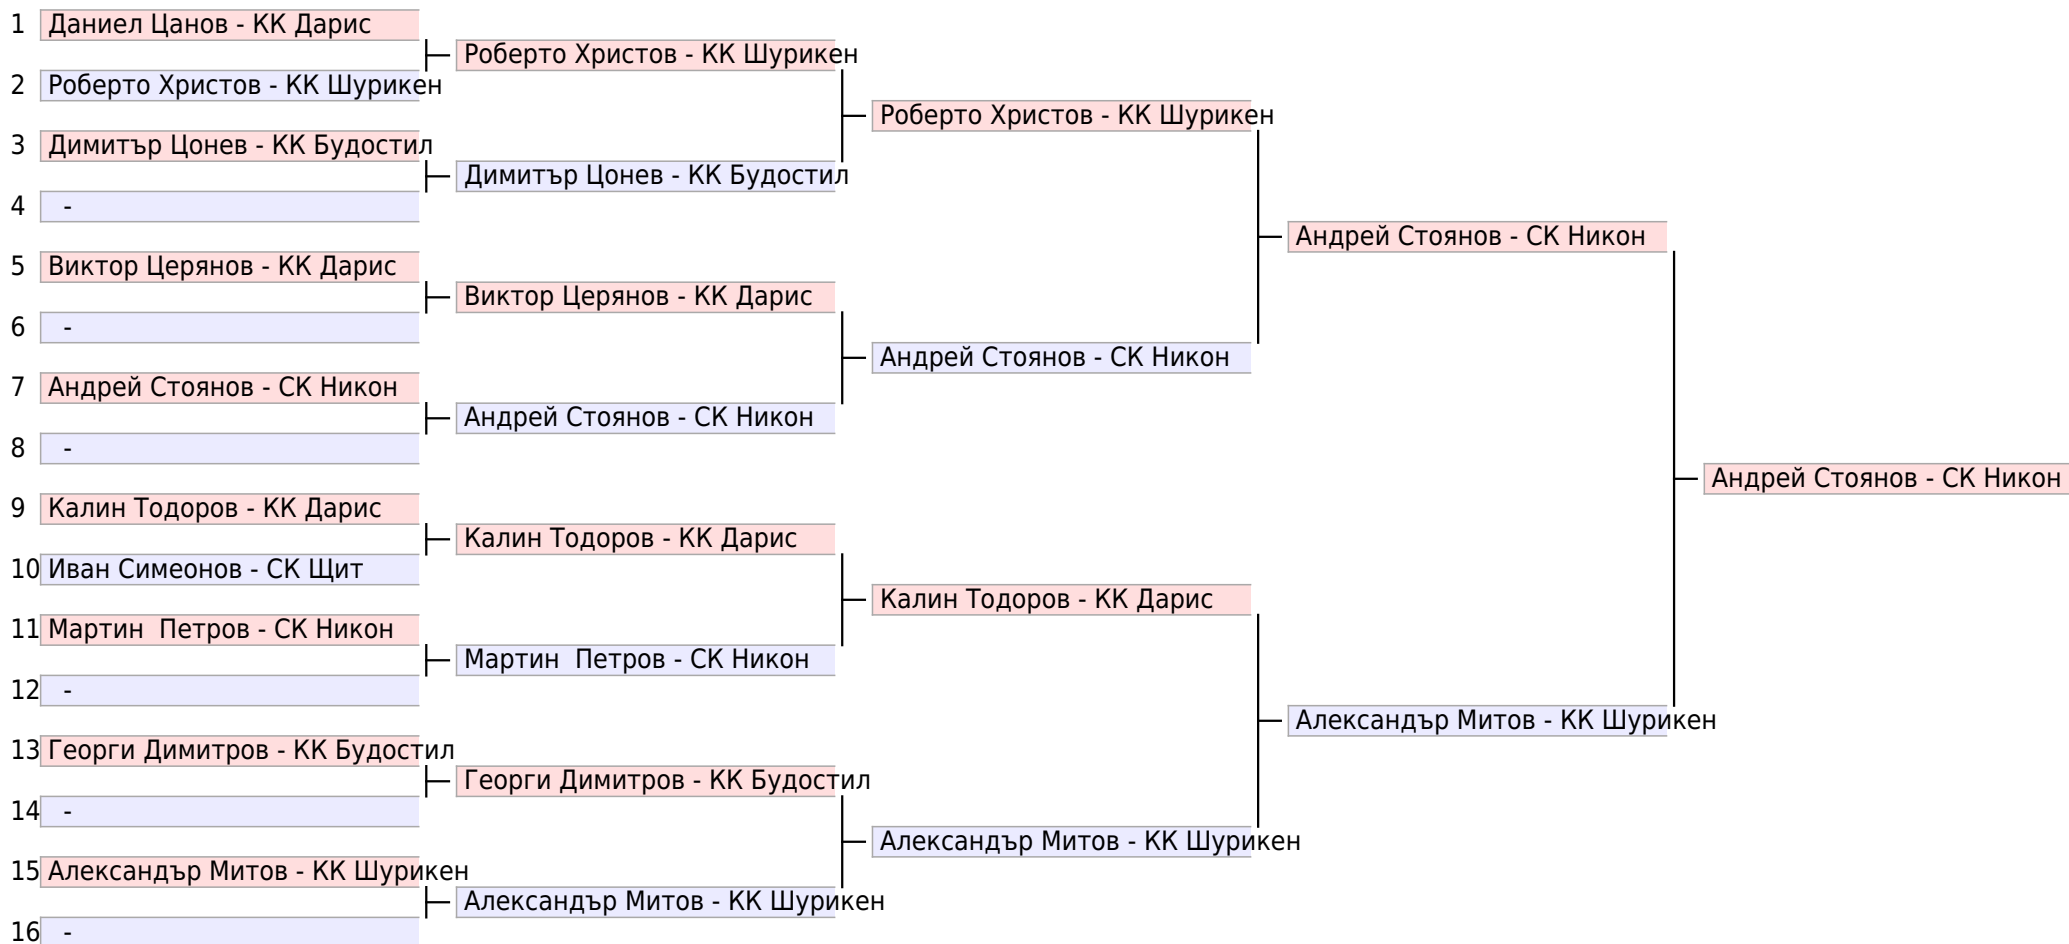 1 Даниел Цанов - КК Дарис
Роберто Христов - КК Шурикен
2 Роберто Христов - КК Шурикен
Роберто Христов - КК Шурикен
3 Димитър Цонев - КК Будостил
Димитър Цонев - КК Будостил
4 -
Андрей Стоянов - СК Никон
5 Виктор Церянов - КК Дарис
Виктор Церянов - КК Дарис
6 -
Андрей Стоянов - СК Никон
7 Андрей Стоянов - СК Никон
Андрей Стоянов - СК Никон
8 -
Андрей Стоянов - СК Никон
9 Калин Тодоров - КК Дарис
Калин Тодоров - КК Дарис
10 Иван Симеонов - СК Щит
Калин Тодоров - КК Дарис
11 Мартин  Петров - СК Никон
Мартин  Петров - СК Никон
12 -
Александър Митов - КК Шурикен
13 Георги Димитров - КК Будостил
Георги Димитров - КК Будостил
14 -
Александър Митов - КК Шурикен
15 Александър Митов - КК Шурикен
Александър Митов - КК Шурикен
16 -